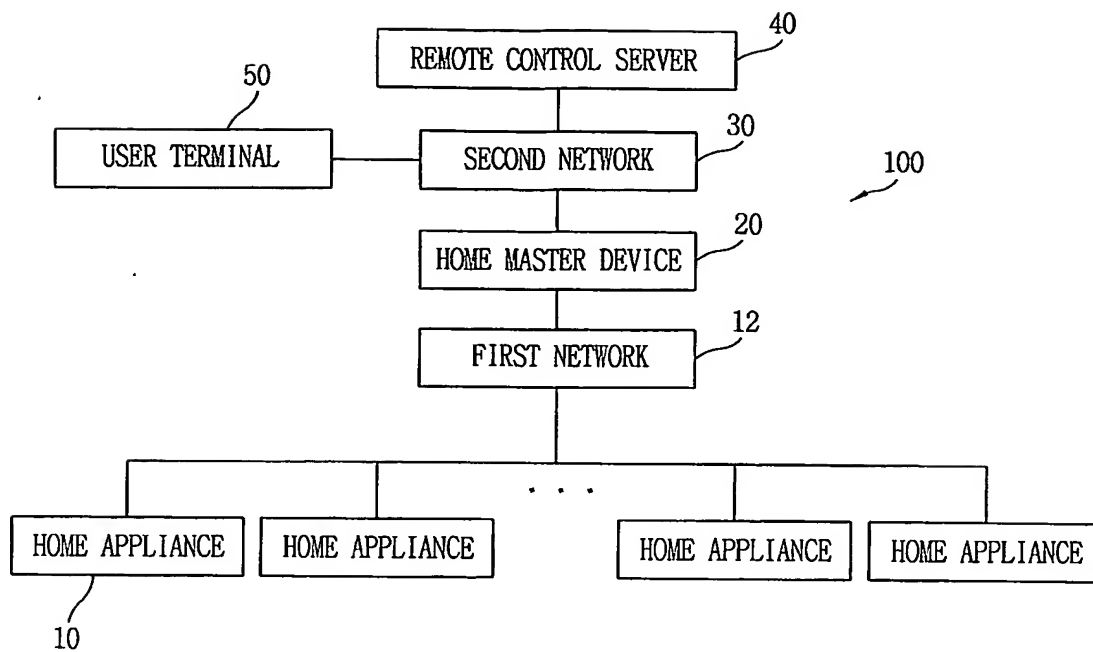 40
REMOTE CONTROL SERVER
50
30
USER TERMINAL
SECOND NETWORK
100
20
HOME MASTER DEVICE
12
FIRST NETWORK
. . .
HOME APPLIANCE
HOME APPLIANCE
HOME APPLIANCE
HOME APPLIANCE
10